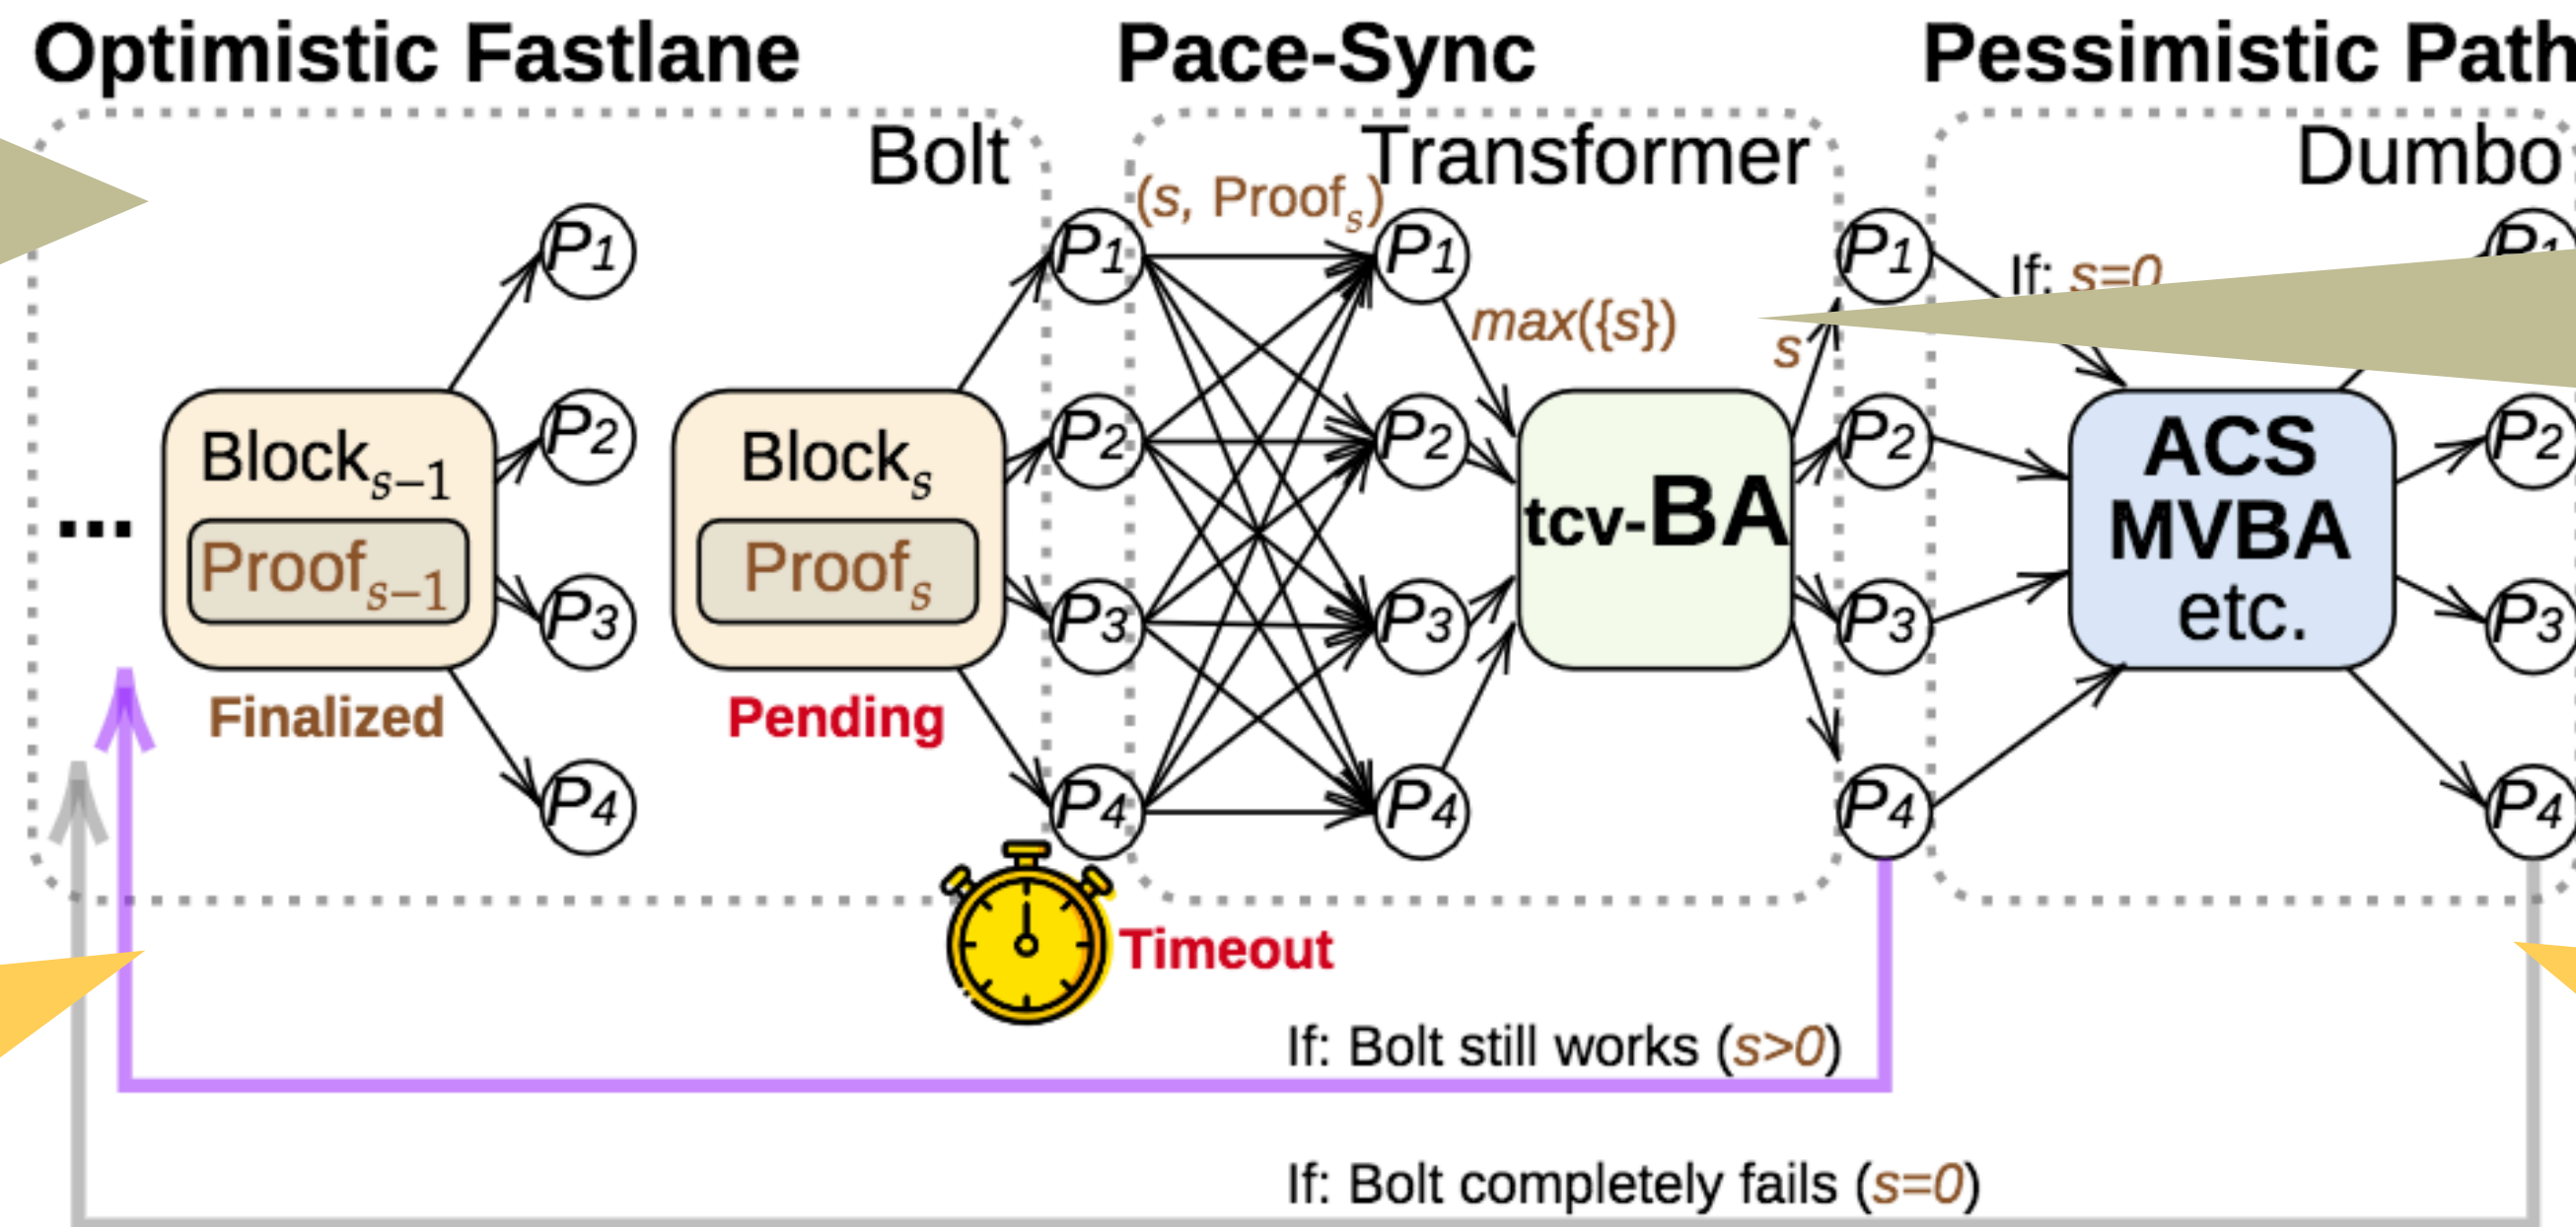 Optimistic Fastlane
Pace-Sync
Pessimistic Path
Bolt
Transformer
Dumbo
(s, Proofₛ)
P1
P1
P1
P1
If: s=0
max({s})
s
P2
P2
P2
P2
P2
Blockₛ₋₁
Proofₛ₋₁
Blockₛ
Proofₛ
tcv-BA
ACS
MVBA
etc.
...
P3
P3
P3
P3
P3
Finalized
Pending
P4
P4
P4
P4
P4
Timeout
If: Bolt still works (s>0)
If: Bolt completely fails (s=0)